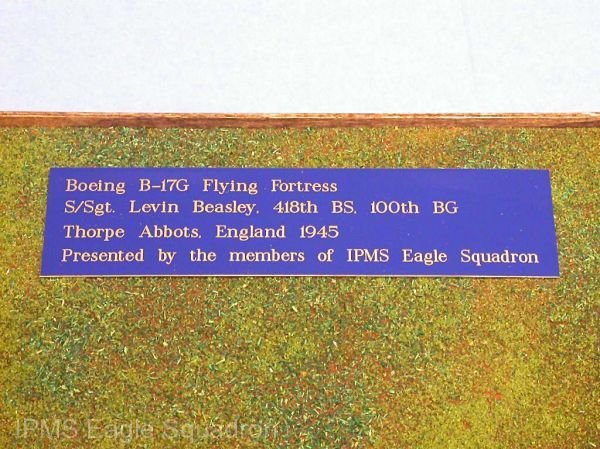 Boeing B-17G Flying Fortress
S/Sgt. Levin Beasley, 418th BS, 100th BG
Thorpe Abbots, England 1945
Presented by the members of IPMS Eagle Squadron
IPMS Eagle Squadron